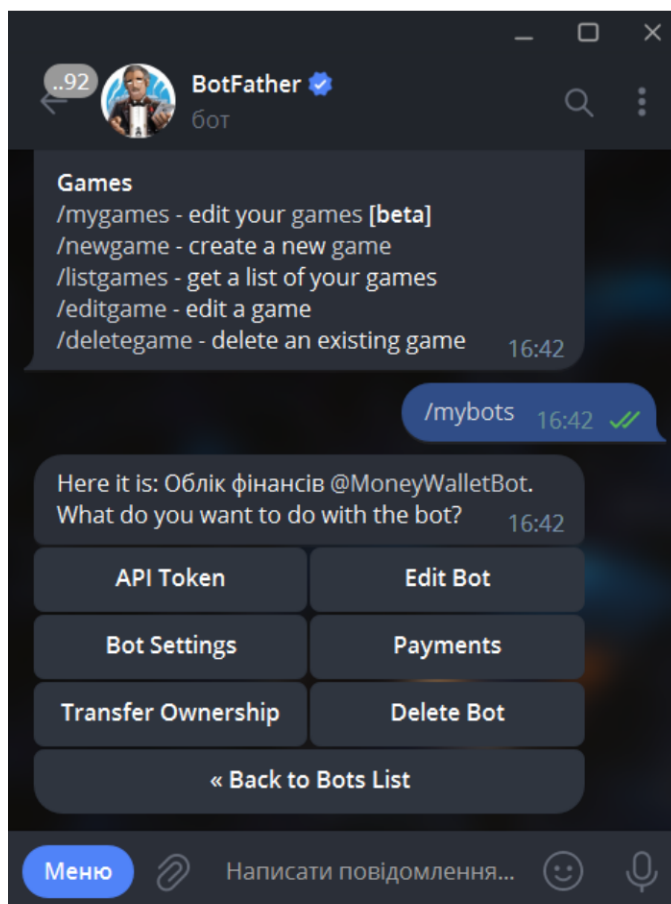 ..92
BotFather
бот
Games
/mygames - edit your games [beta]
/newgame - create a new game
/listgames - get a list of your games
/editgame - edit a game
/deletegame - delete an existing game 16:42
/mybots 16:42
Here it is: Облік фінансів @MoneyWalletBot.
What do you want to do with the bot? 16:42
API Token Edit Bot
Bot Settings Payments
Transfer Ownership Delete Bot
« Back to Bots List
Меню Написати повідомлення...